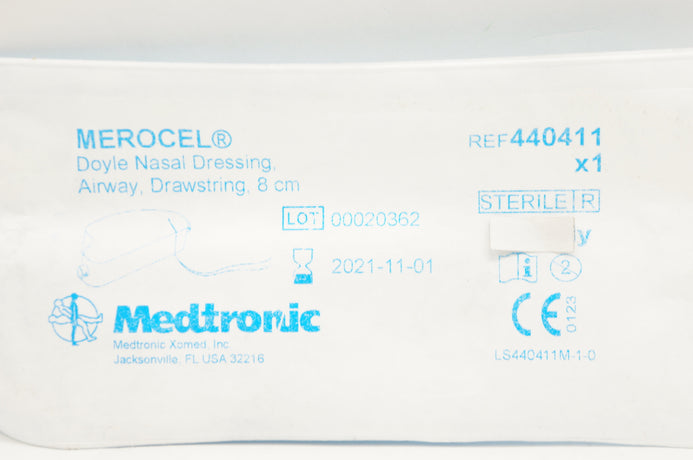 MEROCEL®
Doyle Nasal Dressing,
Airway, Drawstring, 8 cm
REF 440411
x1
STERILE R
LOT 00020362
y
2021-11-01
i
2
Medtronic
Medtronic Xomed, Inc.
Jacksonville, FL USA 32216
CE 0123
LS440411M-1-0